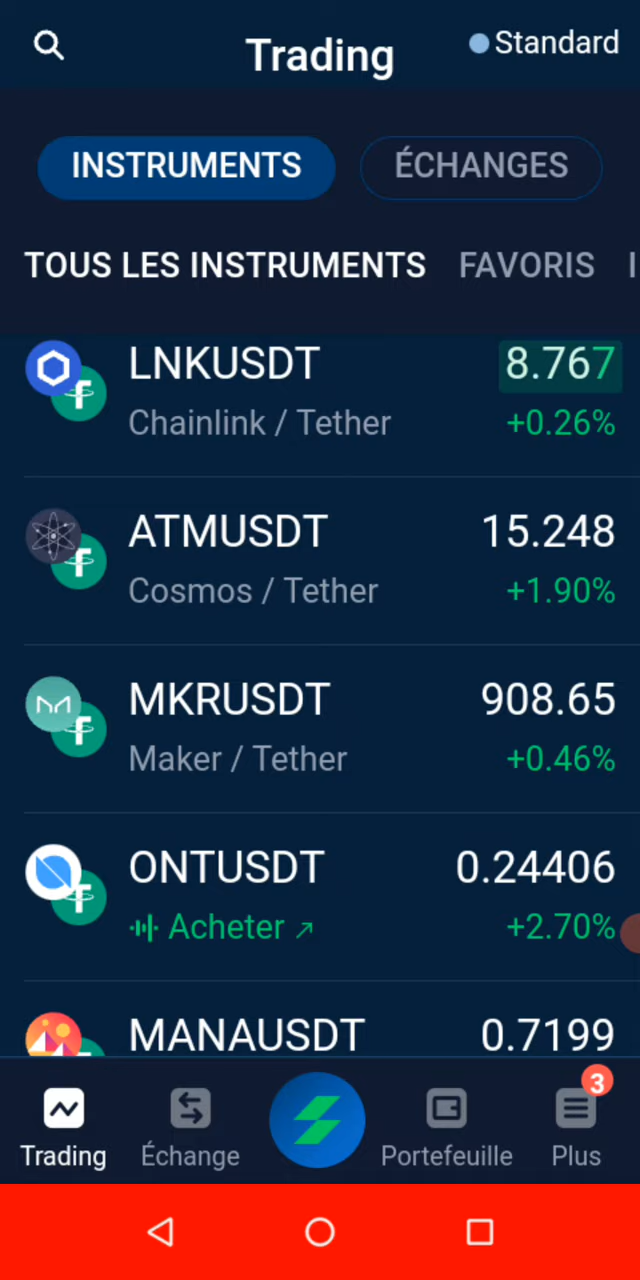 Trading
Standard
INSTRUMENTS
ÉCHANGES
TOUS LES INSTRUMENTS FAVORIS I
LNKUSDT 8.767
Chainlink / Tether +0.26%
ATMUSDT 15.248
Cosmos / Tether +1.90%
MKRUSDT 908.65
Maker / Tether +0.46%
ONTUSDT 0.24406
Acheter ↗ +2.70%
MANAUSDT 0.7199
3
Trading Échange Portefeuille Plus